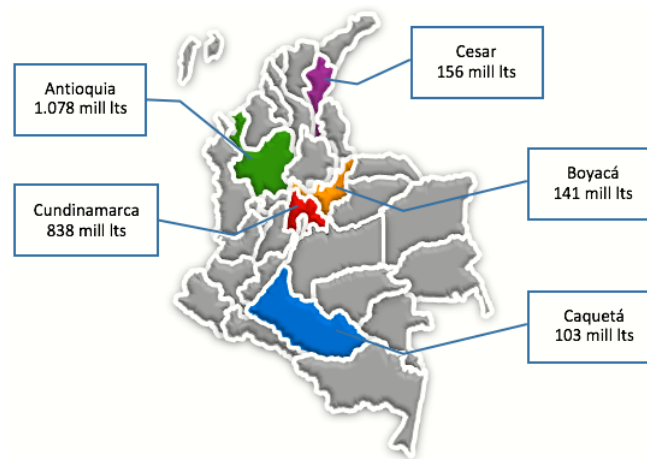 Cesar
156 mill lts
Antioquia
1.078 mill lts
Boyacá
141 mill lts
Cundinamarca
838 mill lts
Caquetá
103 mill lts